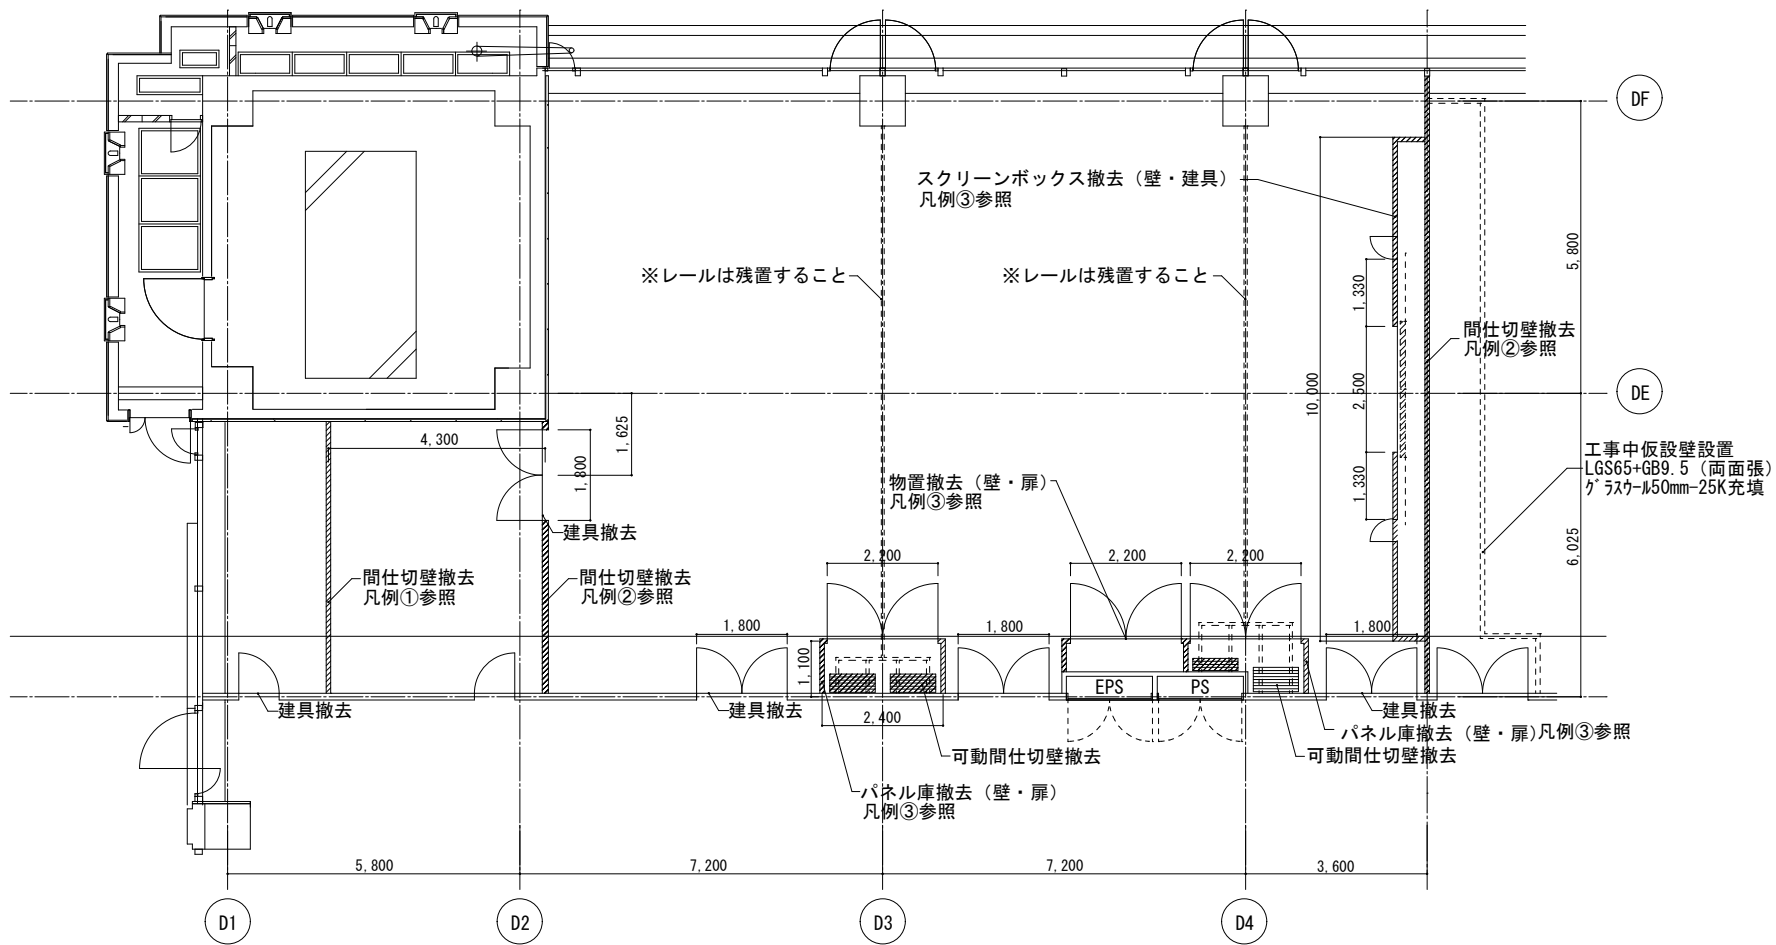 DF
スクリーンボックス撤去（壁・建具）
凡例③参照
5,800
※レールは残置すること
※レールは残置すること
1,330
間仕切壁撤去
凡例②参照
10,000
2,500
DE
1,625
4,300
1,800
工事中仮設壁設置
LGS65+GB9.5（両面張）
グラスウール50mm-25K充填
物置撤去（壁・扉）
凡例③参照
1,330
建具撤去
6,025
2,200
2,200
2,200
間仕切壁撤去
凡例①参照
間仕切壁撤去
凡例②参照
1,800
1,800
1,800
1,100
EPS
PS
建具撤去
建具撤去
2,400
建具撤去
パネル庫撤去（壁・扉）凡例③参照
可動間仕切壁撤去
可動間仕切壁撤去
パネル庫撤去（壁・扉）
凡例③参照
5,800
7,200
7,200
3,600
D1
D2
D3
D4